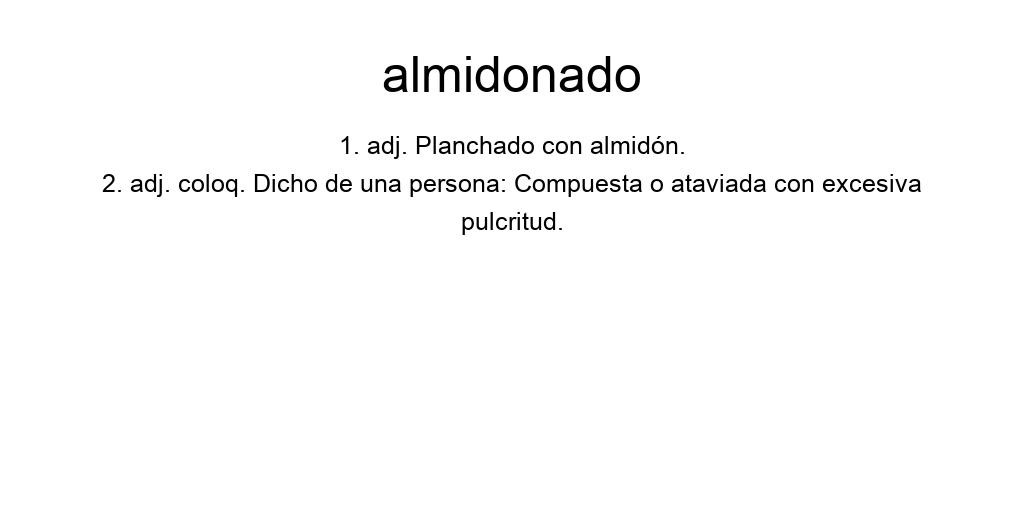 almidonado
1. adj. Planchado con almidón.
2. adj. coloq. Dicho de una persona: Compuesta o ataviada con excesiva
pulcritud.